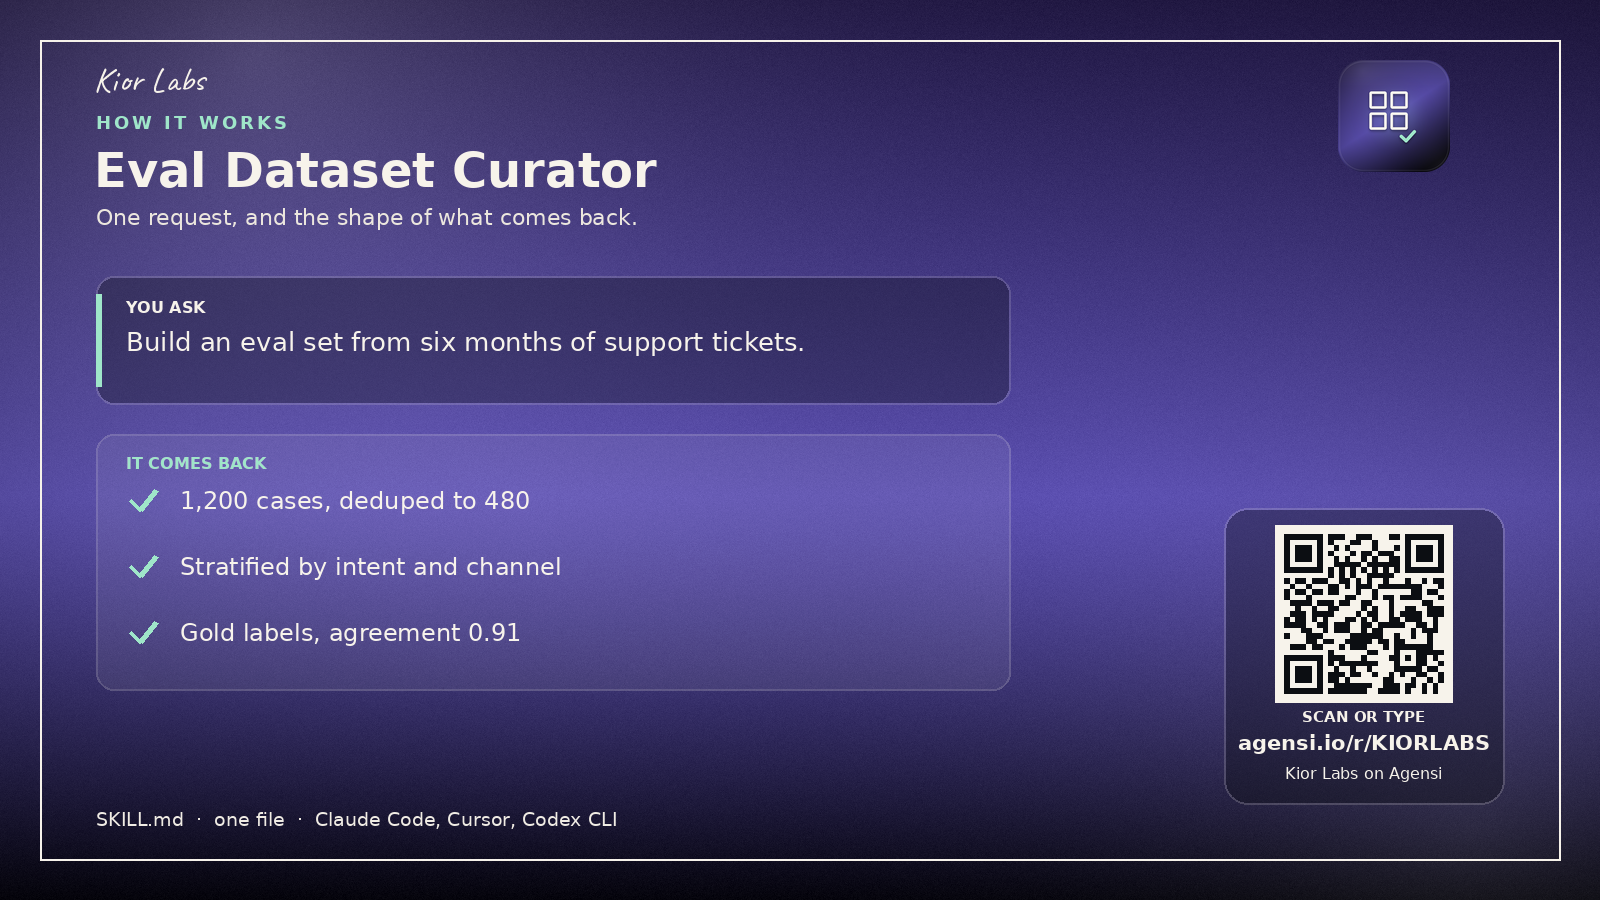 Kior Labs
HOW IT WORKS
Eval Dataset Curator
One request, and the shape of what comes back.
YOU ASK
Build an eval set from six months of support tickets.
IT COMES BACK
1,200 cases, deduped to 480
Stratified by intent and channel
Gold labels, agreement 0.91
SCAN OR TYPE
agensi.io/r/KIORLABS
Kior Labs on Agensi
SKILL.md · one file · Claude Code, Cursor, Codex CLI